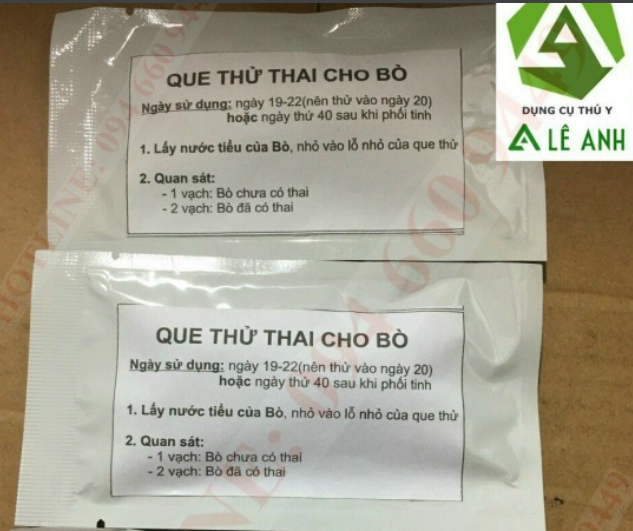 QUE THỬ THAI CHO BÒ
Ngày sử dụng: ngày 19-22(nên thử vào ngày 20)
hoặc ngày thứ 40 sau khi phối tinh
1. Lấy nước tiểu của Bò, nhỏ vào lỗ nhỏ của que thử
2. Quan sát:
- 1 vạch: Bò chưa có thai
- 2 vạch: Bò đã có thai
DỤNG CỤ THÚ Y
A LÊ ANH
QUE THỬ THAI CHO BÒ
Ngày sử dụng: ngày 19-22(nên thử vào ngày 20)
hoặc ngày thứ 40 sau khi phối tinh
1. Lấy nước tiểu của Bò, nhỏ vào lỗ nhỏ của que thử
2. Quan sát:
- 1 vạch: Bò chưa có thai
- 2 vạch: Bò đã có thai
HOTLINE: 094 660 9449